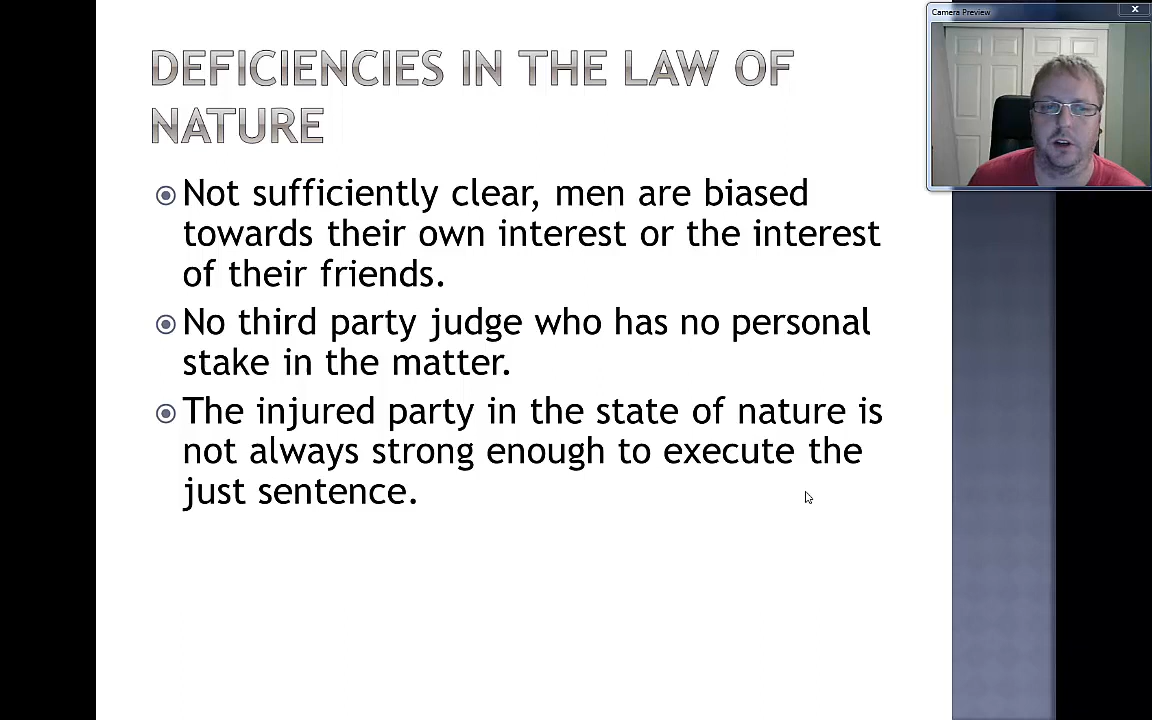 DEFICIENCIES IN THE LAW OF
NATURE
Not sufficiently clear, men are biased
towards their own interest or the interest
of their friends.
No third party judge who has no personal
stake in the matter.
The injured party in the state of nature is
not always strong enough to execute the
just sentence.
Camera Preview